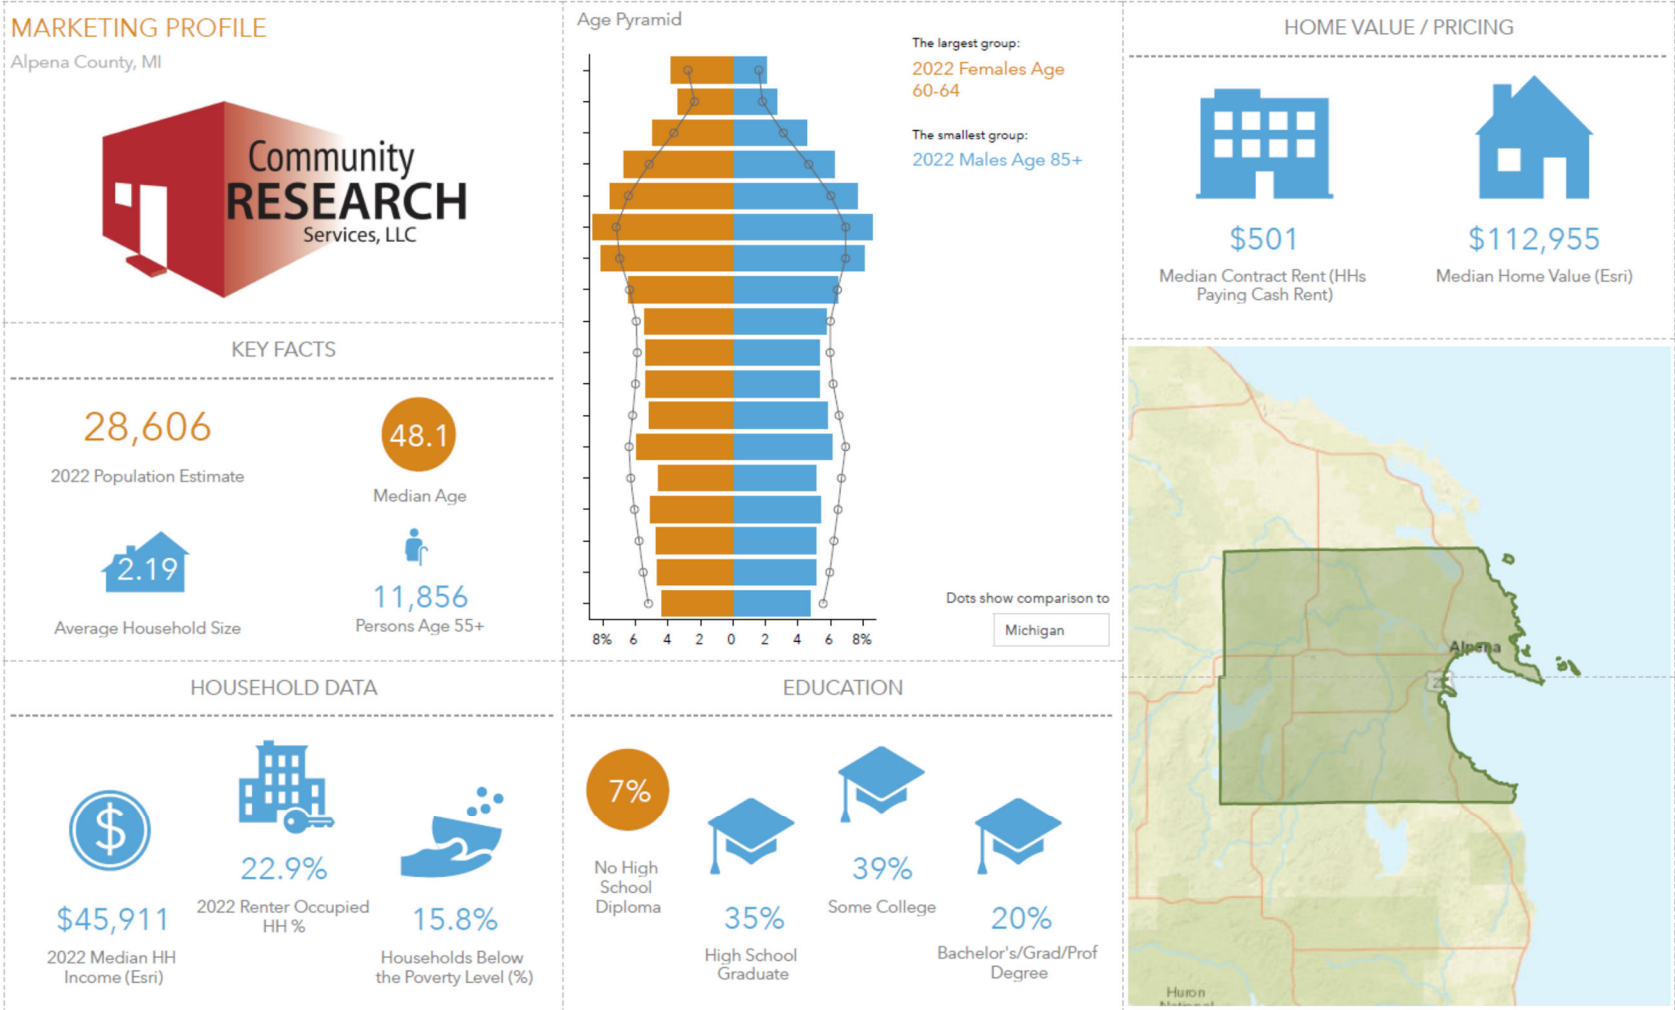 MARKETING PROFILE
Alpena County, MI
Community
RESEARCH
Services, LLC
KEY FACTS
28,606
2022 Population Estimate
48.1
Median Age
2.19
Average Household Size
11,856
Persons Age 55+
Age Pyramid
The largest group:
2022 Females Age
60-64
The smallest group:
2022 Males Age 85+
8% 6 4 2 0 2 4 6 8%
Dots show comparison to
Michigan
HOME VALUE / PRICING
$501
Median Contract Rent (HHs
Paying Cash Rent)
$112,955
Median Home Value (Esri)
HOUSEHOLD DATA
$45,911
2022 Median HH
Income (Esri)
22.9%
2022 Renter Occupied
HH %
15.8%
Households Below
the Poverty Level (%)
EDUCATION
7%
No High
School
Diploma
35%
High School
Graduate
39%
Some College
20%
Bachelor's/Grad/Prof
Degree
Alpena
Huron